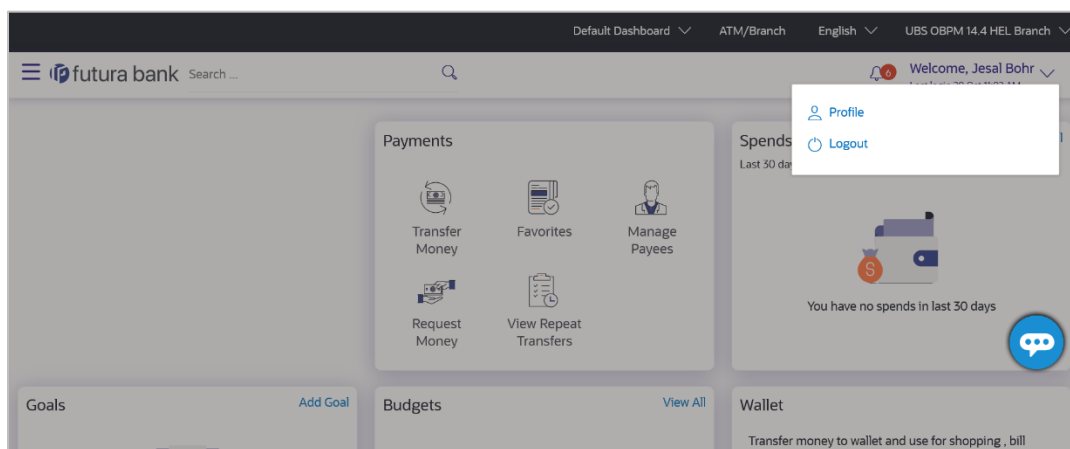 Default Dashboard ATM/Branch English UBS OBPM 14.4 HEL Branch
futura bank Search ... 6 Welcome, Jesal Bohr
Profile
Logout
Payments
Transfer Money
Favorites
Manage Payees
Request Money
View Repeat Transfers
Spends
Last 30 da
You have no spends in last 30 days
Goals Add Goal
Budgets View All
Wallet
Transfer money to wallet and use for shopping , bill